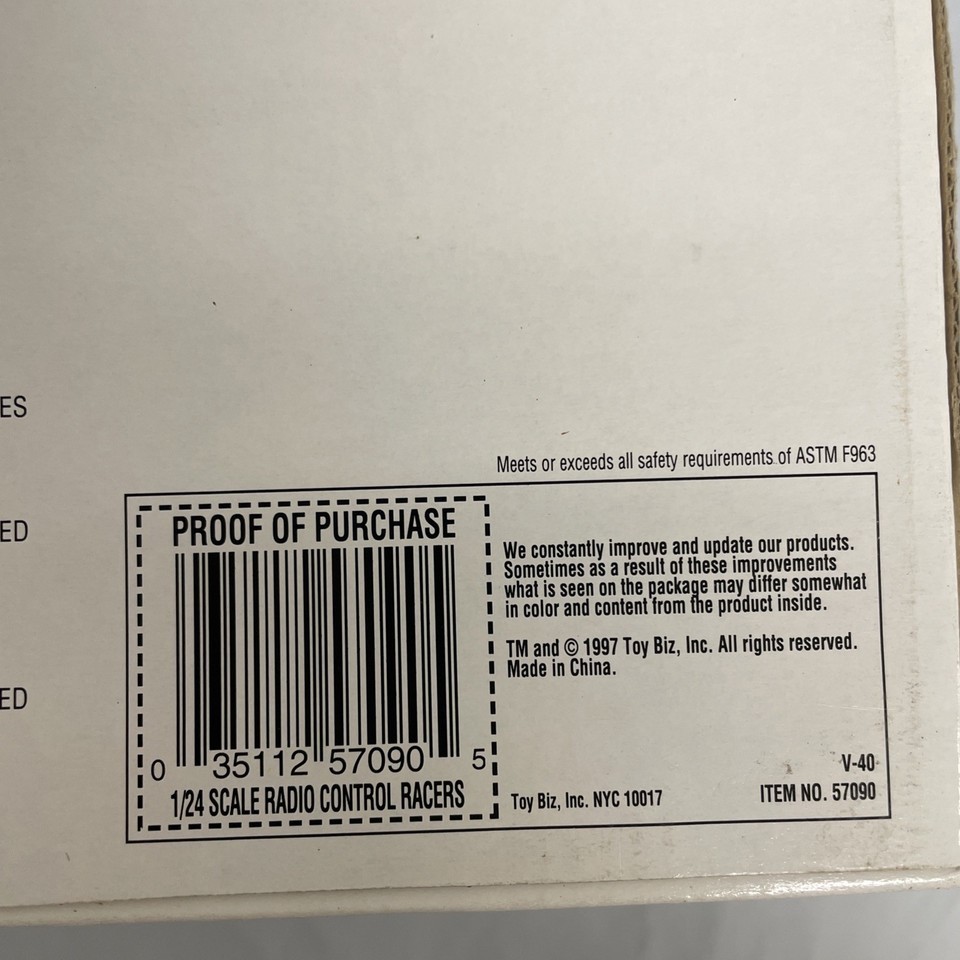 ES
ED
ED
Meets or exceeds all safety requirements of ASTM F963
PROOF OF PURCHASE
0 35112 57090 5
1/24 SCALE RADIO CONTROL RACERS
We constantly improve and update our products.
Sometimes as a result of these improvements
what is seen on the package may differ somewhat
in color and content from the product inside.
TM and © 1997 Toy Biz, Inc. All rights reserved.
Made in China.
V-40
Toy Biz, Inc. NYC 10017
ITEM NO. 57090